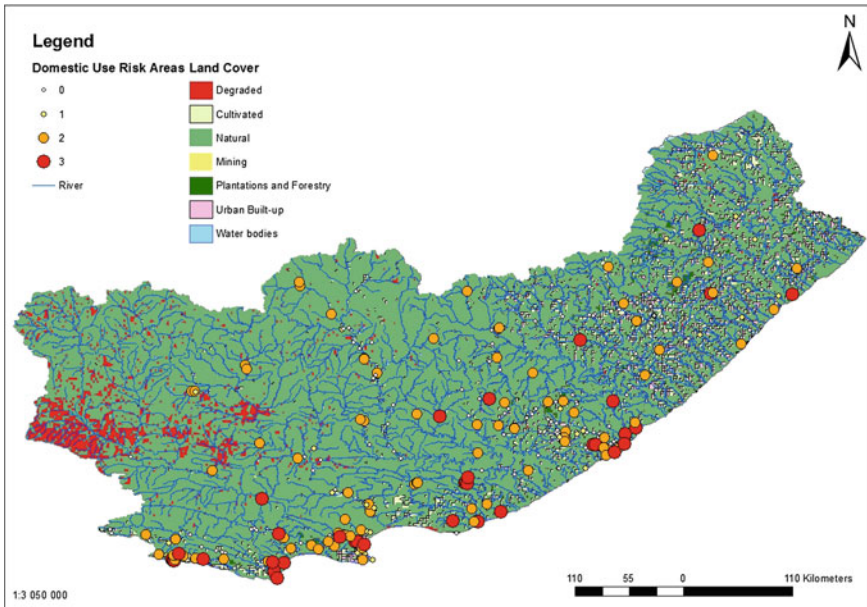 N
Legend
Domestic Use Risk Areas Land Cover
0 Degraded
1 Cultivated
2 Natural
3 Mining
River Plantations and Forestry
Urban Built-up
Water bodies
1:3 050 000
110 55 0 110 Kilometers